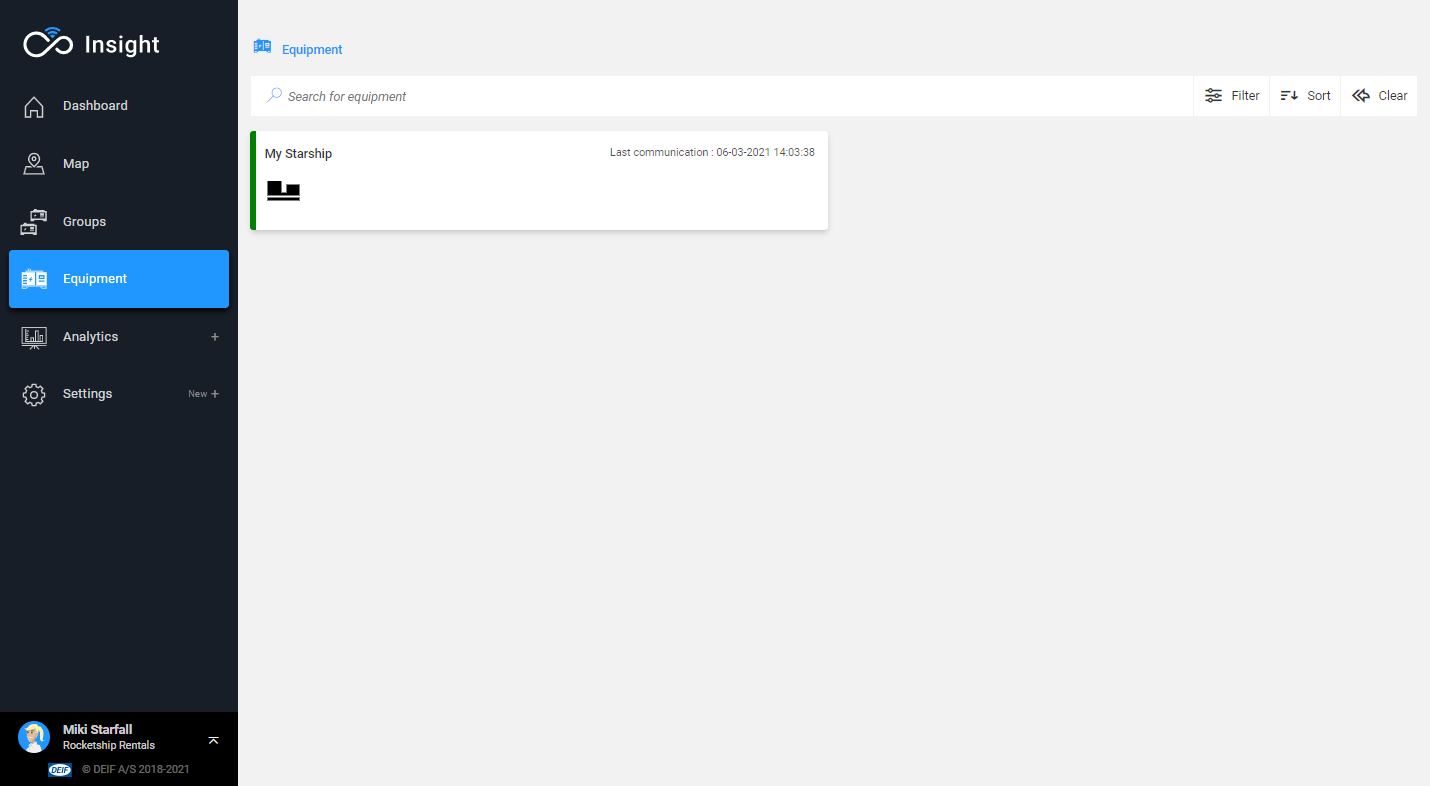 Insight
Dashboard
Map
Groups
Equipment
Analytics +
Settings New +
Miki Starfall
Rocketship Rentals
DEIF © DEIF A/S 2018-2021
Equipment
Search for equipment Filter Sort Clear
My Starship Last communication : 06-03-2021 14:03:38